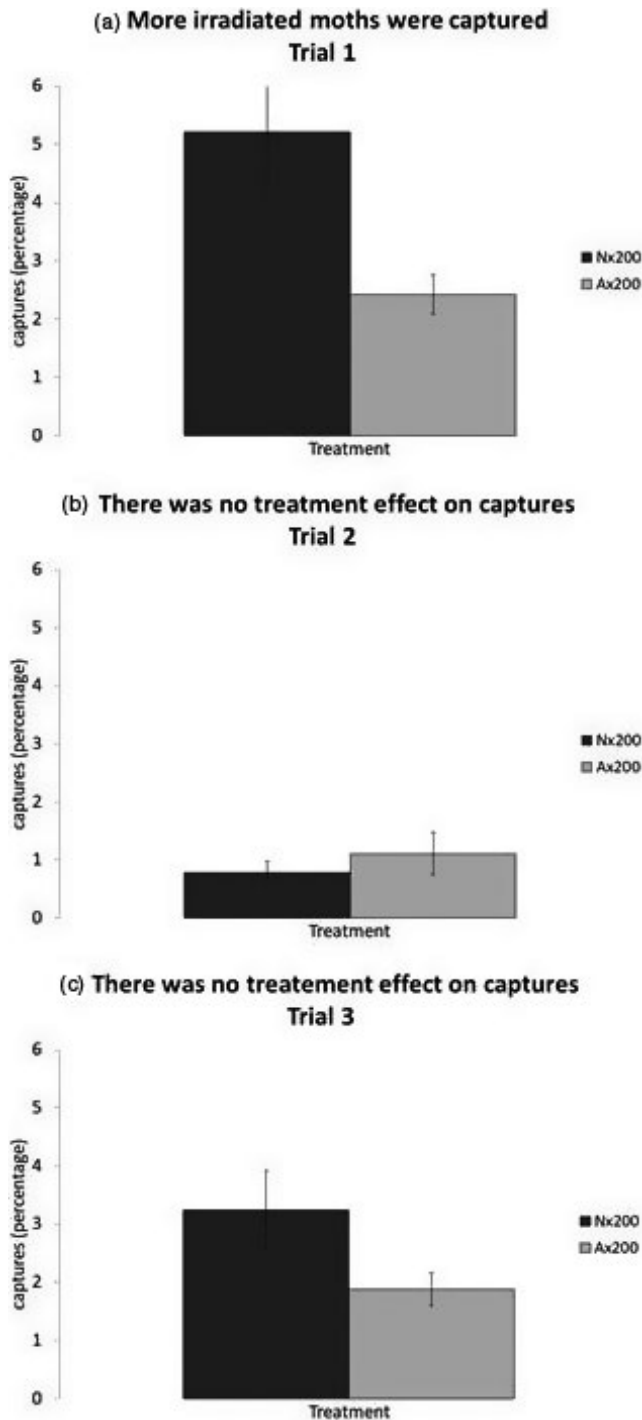 (a) More irradiated moths were captured
Trial 1
6
5
4
3
2
1
0
captures (percentage)
Nx200
Ax200
Treatment
(b) There was no treatment effect on captures
Trial 2
6
5
4
3
2
1
0
captures (percentage)
Nx200
Ax200
Treatment
(c) There was no treatement effect on captures
Trial 3
6
5
4
3
2
1
0
captures (percentage)
Nx200
Ax200
Treatment